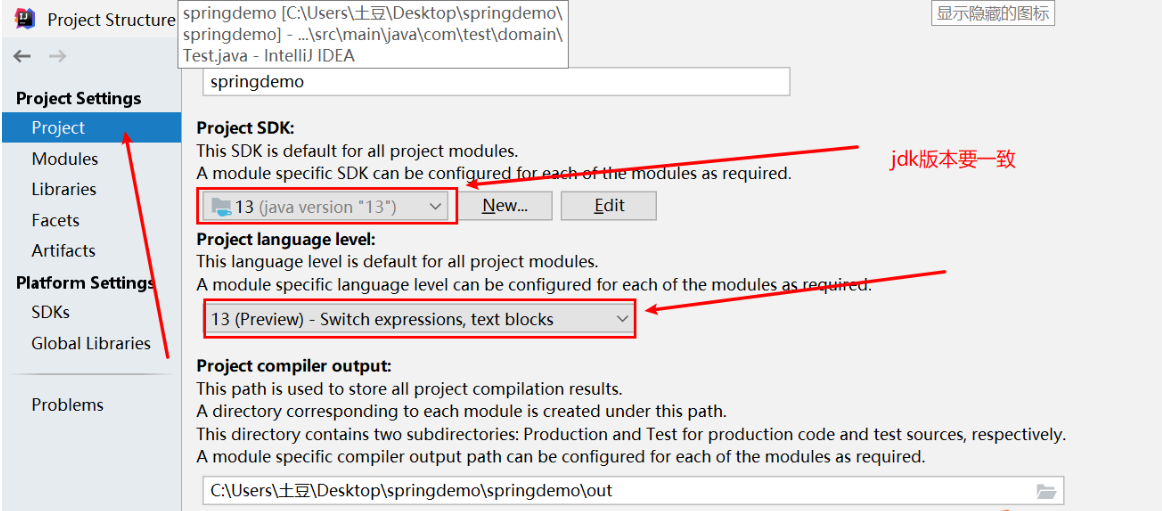 Project Structure
springdemo [C:\Users\土豆\Desktop\springdemo\
springdemo] - ...\src\main\java\com\test\domain\
Test.java - IntelliJ IDEA
显示隐藏的图标
springdemo
Project Settings
Project
Modules
Libraries
Facets
Artifacts
Platform Settings
SDKs
Global Libraries
Problems
Project SDK:
This SDK is default for all project modules.
A module specific SDK can be configured for each of the modules as required.
jdk版本要一致
13 (java version "13")
New...
Edit
Project language level:
This language level is default for all project modules.
A module specific language level can be configured for each of the modules as required.
13 (Preview) - Switch expressions, text blocks
Project compiler output:
This path is used to store all project compilation results.
A directory corresponding to each module is created under this path.
This directory contains two subdirectories: Production and Test for production code and test sources, respectively.
A module specific compiler output path can be configured for each of the modules as required.
C:\Users\土豆\Desktop\springdemo\springdemo\out